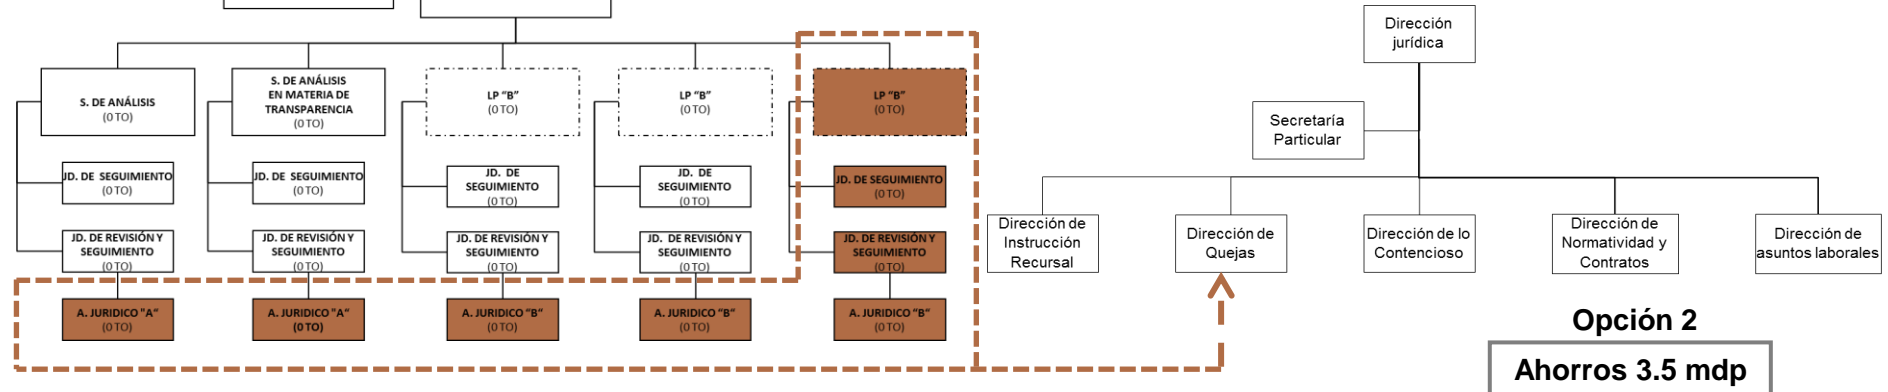 S. DE ANÁLISIS
(0 TO)
S. DE ANÁLISIS
EN MATERIA DE
TRANSPARENCIA
(0 TO)
LP "B"
(0 TO)
LP "B"
(0 TO)
LP "B"
(0 TO)
JD. DE SEGUIMIENTO
(0 TO)
JD. DE SEGUIMIENTO
(0 TO)
JD. DE
SEGUIMIENTO
(0 TO)
JD. DE
SEGUIMIENTO
(0 TO)
JD. DE SEGUIMIENTO
(0 TO)
JD. DE REVISIÓN Y
SEGUIMIENTO
(0 TO)
JD. DE REVISIÓN Y
SEGUIMIENTO
(0 TO)
JD. DE REVISIÓN Y
SEGUIMIENTO
(0 TO)
JD. DE REVISIÓN Y
SEGUIMIENTO
(0 TO)
JD. DE REVISIÓN Y
SEGUIMIENTO
(0 TO)
A. JURIDICO "A"
(0 TO)
A. JURIDICO "A"
(0 TO)
A. JURIDICO "B"
(0 TO)
A. JURIDICO "B"
(0 TO)
A. JURIDICO "B"
(0 TO)
Dirección
jurídica
Secretaría
Particular
Dirección de
Instrucción
Recursal
Dirección de
Quejas
Dirección de lo
Contencioso
Dirección de
Normatividad y
Contratos
Dirección de
asuntos laborales
Opción 2
Ahorros 3.5 mdp